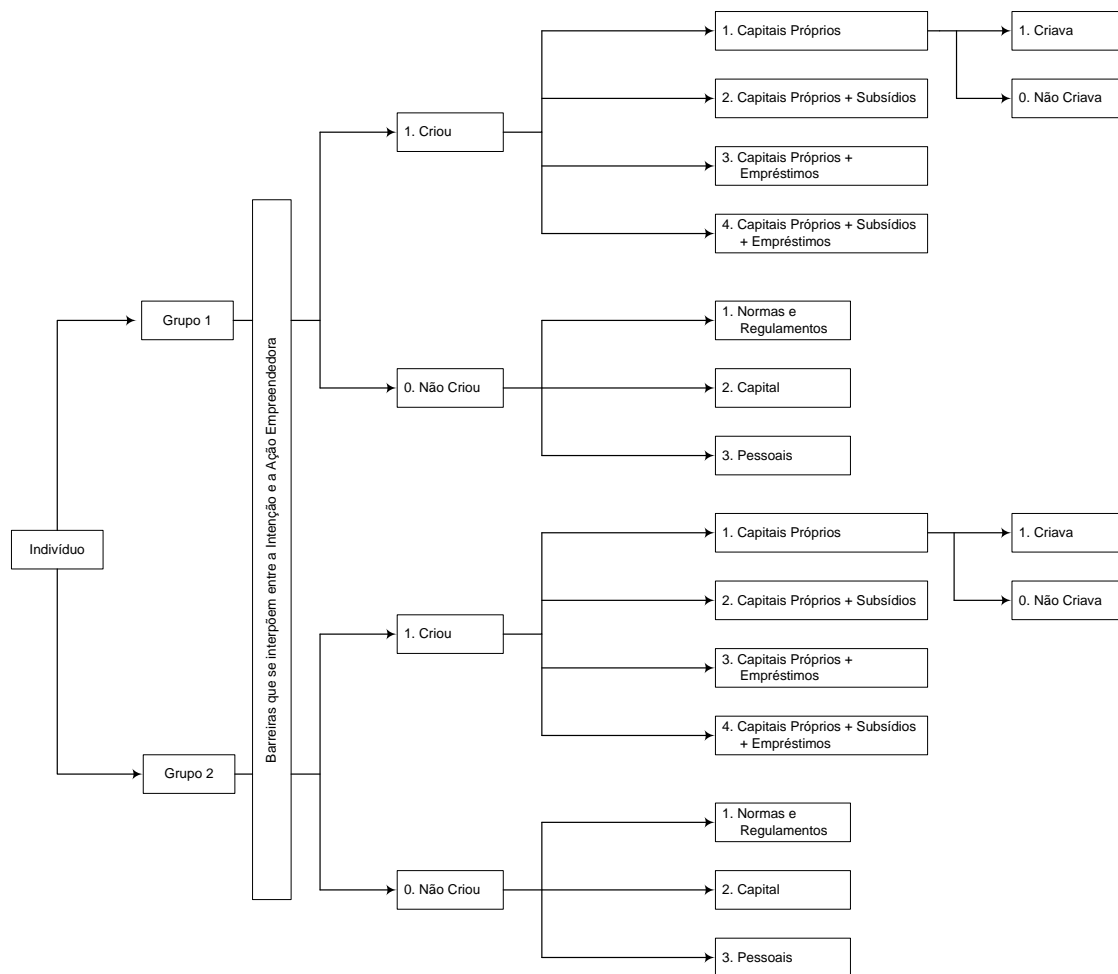 1. Capitais Próprios
1. Criava
2. Capitais Próprios + Subsídios
0. Não Criava
1. Criou
3. Capitais Próprios +
Empréstimos
4. Capitais Próprios + Subsídios
+ Empréstimos
Grupo 1
1. Normas e
Regulamentos
0. Não Criou
2. Capital
3. Pessoais
Barreiras que se interpõem entre a Intenção e a Ação Empreendedora
Indivíduo
1. Capitais Próprios
1. Criava
2. Capitais Próprios + Subsídios
0. Não Criava
1. Criou
3. Capitais Próprios +
Empréstimos
4. Capitais Próprios + Subsídios
+ Empréstimos
Grupo 2
1. Normas e
Regulamentos
0. Não Criou
2. Capital
3. Pessoais